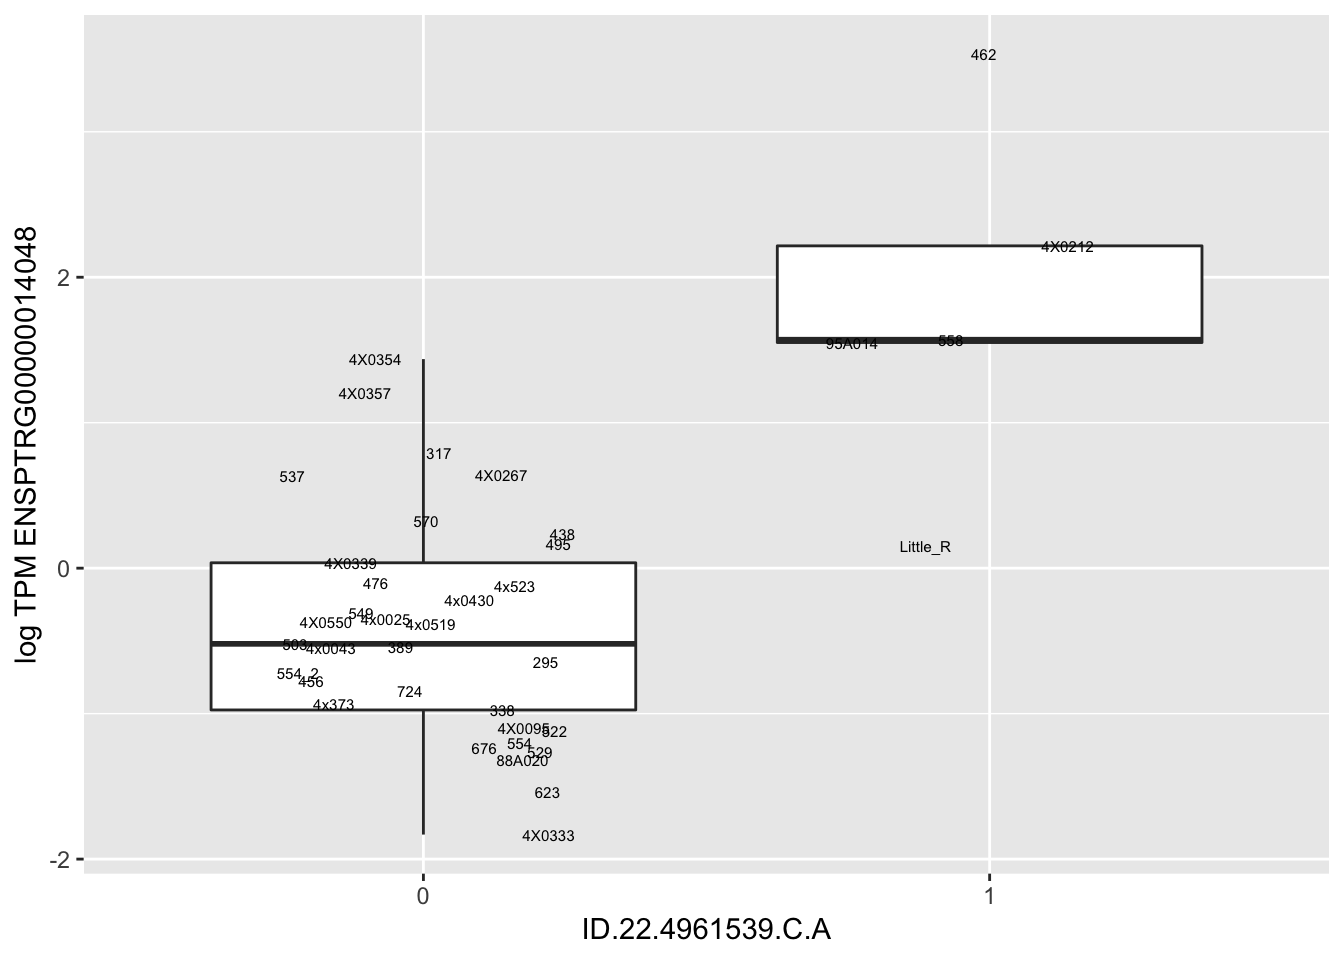 462
4X0212
2
558
95A014
4X0354
4X0357
317
537
4X0267
570
438
495
Little_R
4X0339
0
476
4x523
4x0430
549
4x0025
4X0550
4x0519
503
4x0043
389
295
554_2
456
724
4x373
338
4X0095
522
554
676
529
88A020
623
4X0333
-2
0
1
ID.22.4961539.C.A
log TPM ENSPTRG00000014048